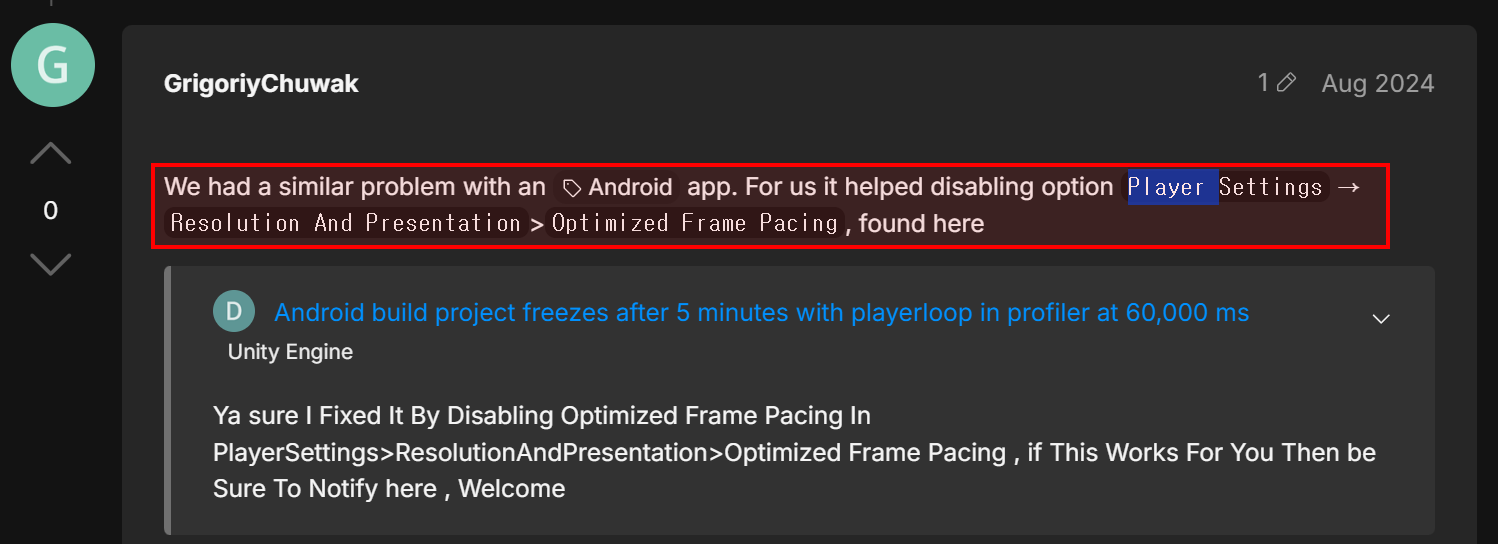 G
GrigoriyChuwak
1
Aug 2024
0
We had a similar problem with an Android app. For us it helped disabling option Player Settings →
Resolution And Presentation > Optimized Frame Pacing, found here
D
Android build project freezes after 5 minutes with playerloop in profiler at 60,000 ms
Unity Engine
Ya sure I Fixed It By Disabling Optimized Frame Pacing In
PlayerSettings>ResolutionAndPresentation>Optimized Frame Pacing , if This Works For You Then be
Sure To Notify here , Welcome